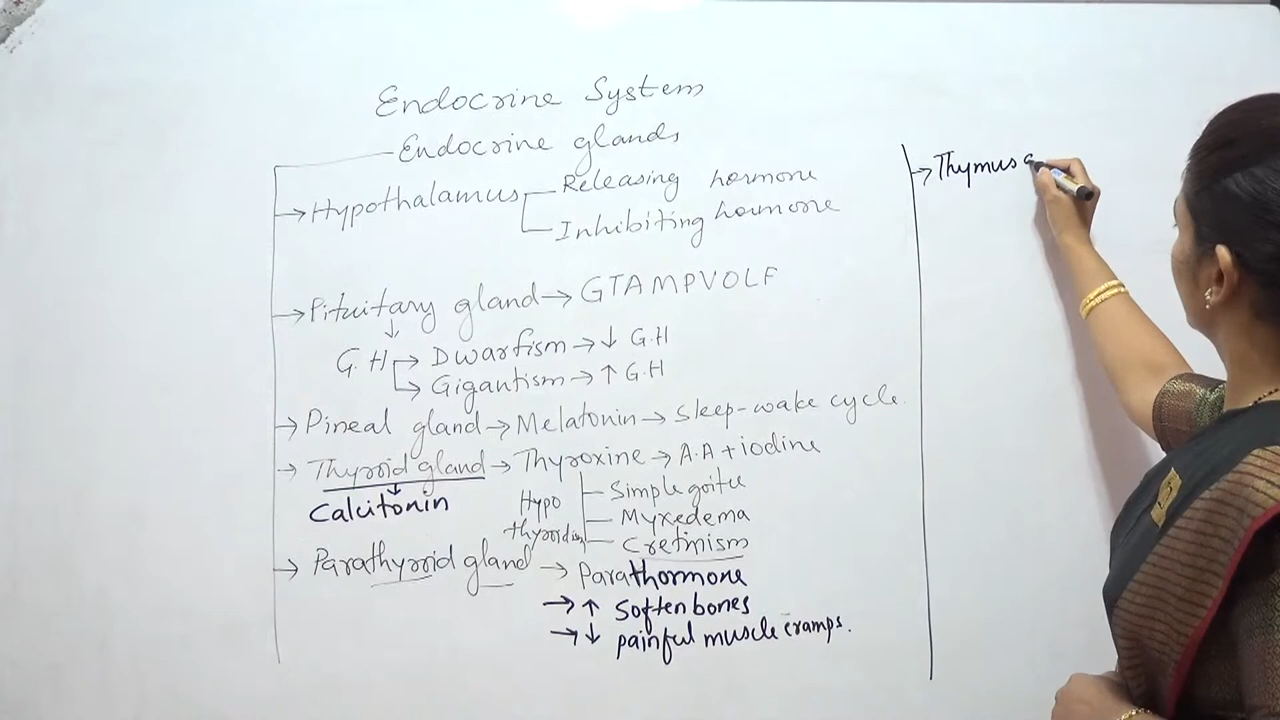 Endocrine System
Endocrine glands
→ Hypothalamus
Releasing hormone
Inhibiting hormone
→ Pituitary gland → GTAMPVOLF
↓
G.H → Dwarfism → ↓ G.H
→ Gigantism → ↑ G.H
→ Pineal gland → Melatonin → Sleep-wake cycle
→ Thyroid gland → Thyroxine → A.A + iodine
↓
Calcitonin
Hypo
Simple goitre
Myxedema
Cretinism
→ Parathyroid gland → Parathormone
→ ↑ Soften bones
→ ↓ painful muscle cramps.
→ Thymus